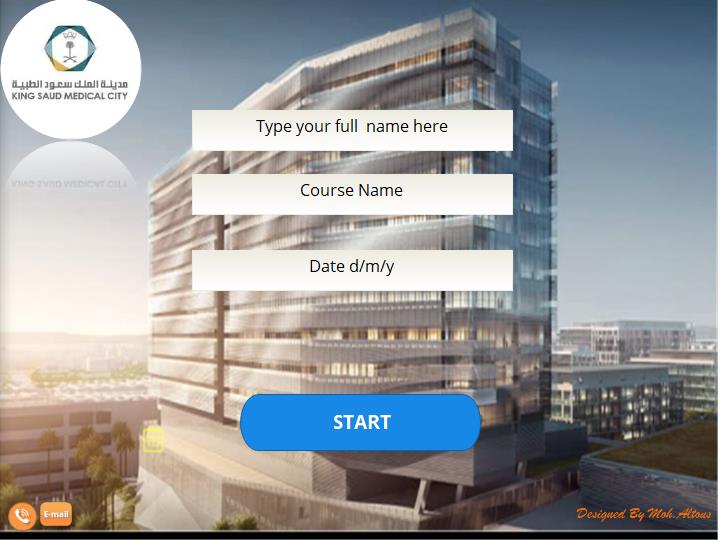 مدينة الملك سعود الطبية
KING SAUD MEDICAL CITY
Type your full  name here
Course Name
Date d/m/y
START
E-mail
Designed By Moh.Altous